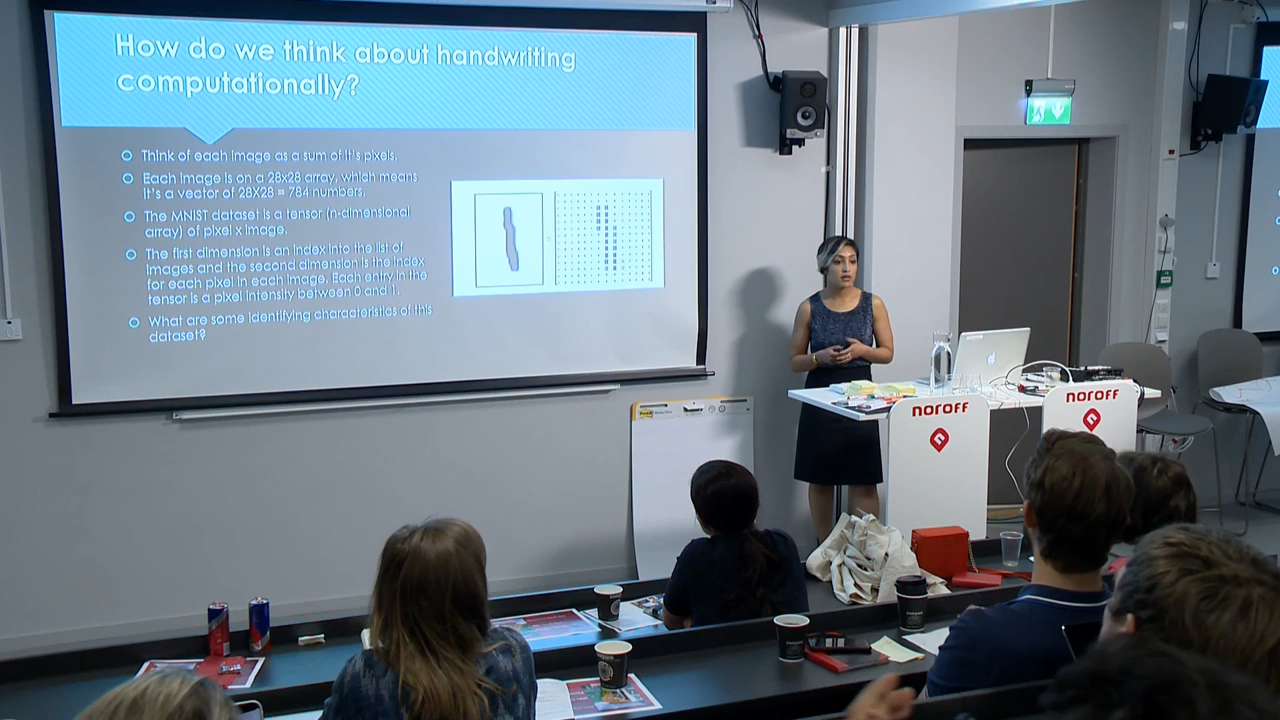 How do we think about handwriting
computationally?
Think of each image as a sum of it's pixels.
Each image is on a 28x28 array, which means
it's a vector of 28X28 = 784 numbers.
The MNIST dataset is a tensor (n-dimensional
array) of pixel x image.
The first dimension is an index into the list of
images and the second dimension is the index
for each pixel in each image. Each entry in the
tensor is a pixel intensity between 0 and 1.
What are some identifying characteristics of this
dataset?
noroff
noroff